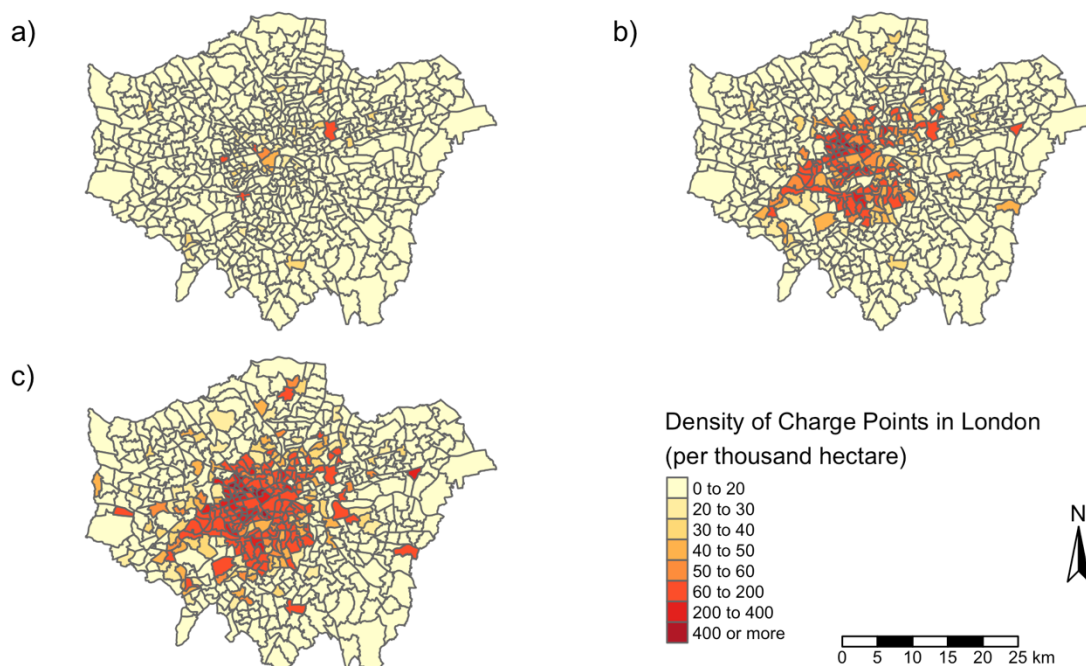 a)
b)
c)
Density of Charge Points in London
(per thousand hectare)
0 to 20
20 to 30
30 to 40
40 to 50
50 to 60
60 to 200
200 to 400
400 or more
N
0 5 10 15 20 25 km